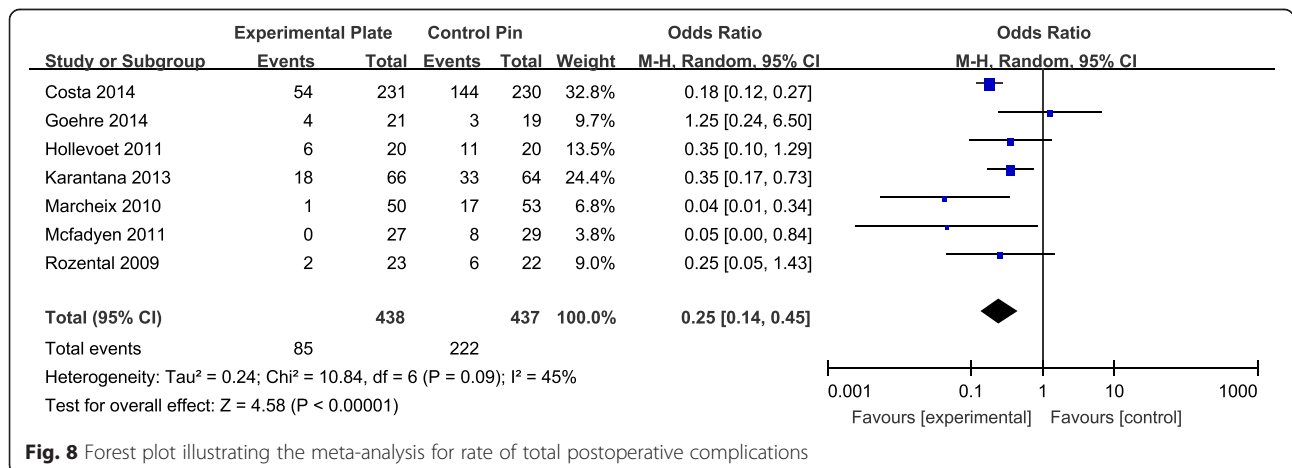 Experimental Plate Control Pin Odds Ratio Odds Ratio
Study or Subgroup Events Total Events Total Weight M-H, Random, 95% CI M-H, Random, 95% CI
Costa 2014 54 231 144 230 32.8% 0.18 [0.12, 0.27]
Goehre 2014 4 21 3 19 9.7% 1.25 [0.24, 6.50]
Hollevoet 2011 6 20 11 20 13.5% 0.35 [0.10, 1.29]
Karantana 2013 18 66 33 64 24.4% 0.35 [0.17, 0.73]
Marcheix 2010 1 50 17 53 6.8% 0.04 [0.01, 0.34]
Mcfadyen 2011 0 27 8 29 3.8% 0.05 [0.00, 0.84]
Rozental 2009 2 23 6 22 9.0% 0.25 [0.05, 1.43]
Total (95% CI) 438 437 100.0% 0.25 [0.14, 0.45]
Total events 85 222
Heterogeneity: Tau² = 0.24; Chi² = 10.84, df = 6 (P = 0.09); I² = 45%
Test for overall effect: Z = 4.58 (P < 0.00001)
0.001 0.1 1 10 1000
Favours [experimental] Favours [control]
Fig. 8 Forest plot illustrating the meta-analysis for rate of total postoperative complications